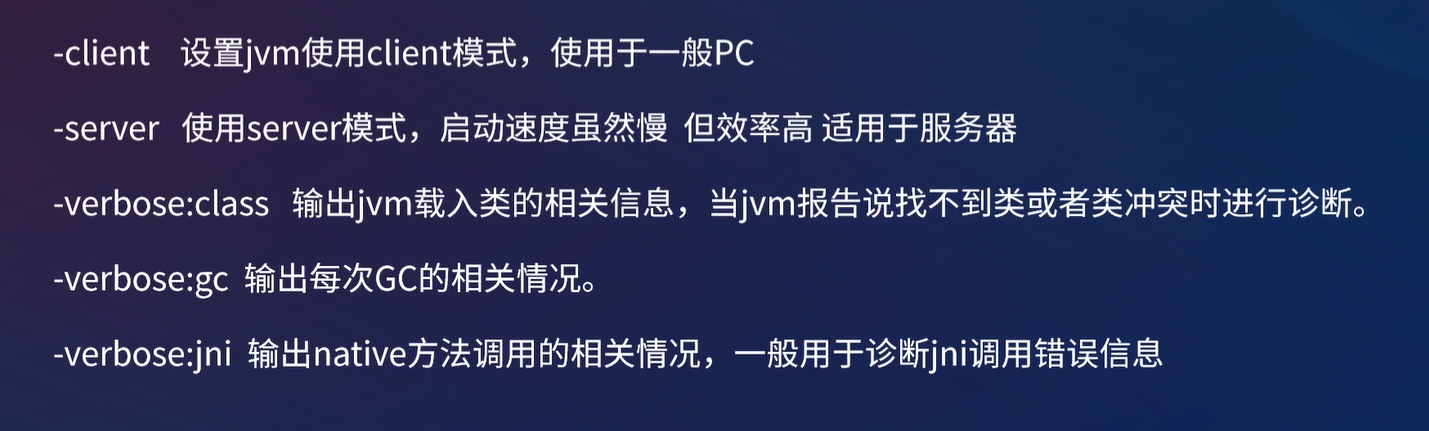 -client 设置jvm使用client模式，使用于一般PC
-server 使用server模式，启动速度虽然慢 但效率高 适用于服务器
-verbose:class 输出jvm载入类的相关信息，当jvm报告说找不到类或者类冲突时进行诊断。
-verbose:gc 输出每次GC的相关情况。
-verbose:jni 输出native方法调用的相关情况，一般用于诊断jni调用错误信息